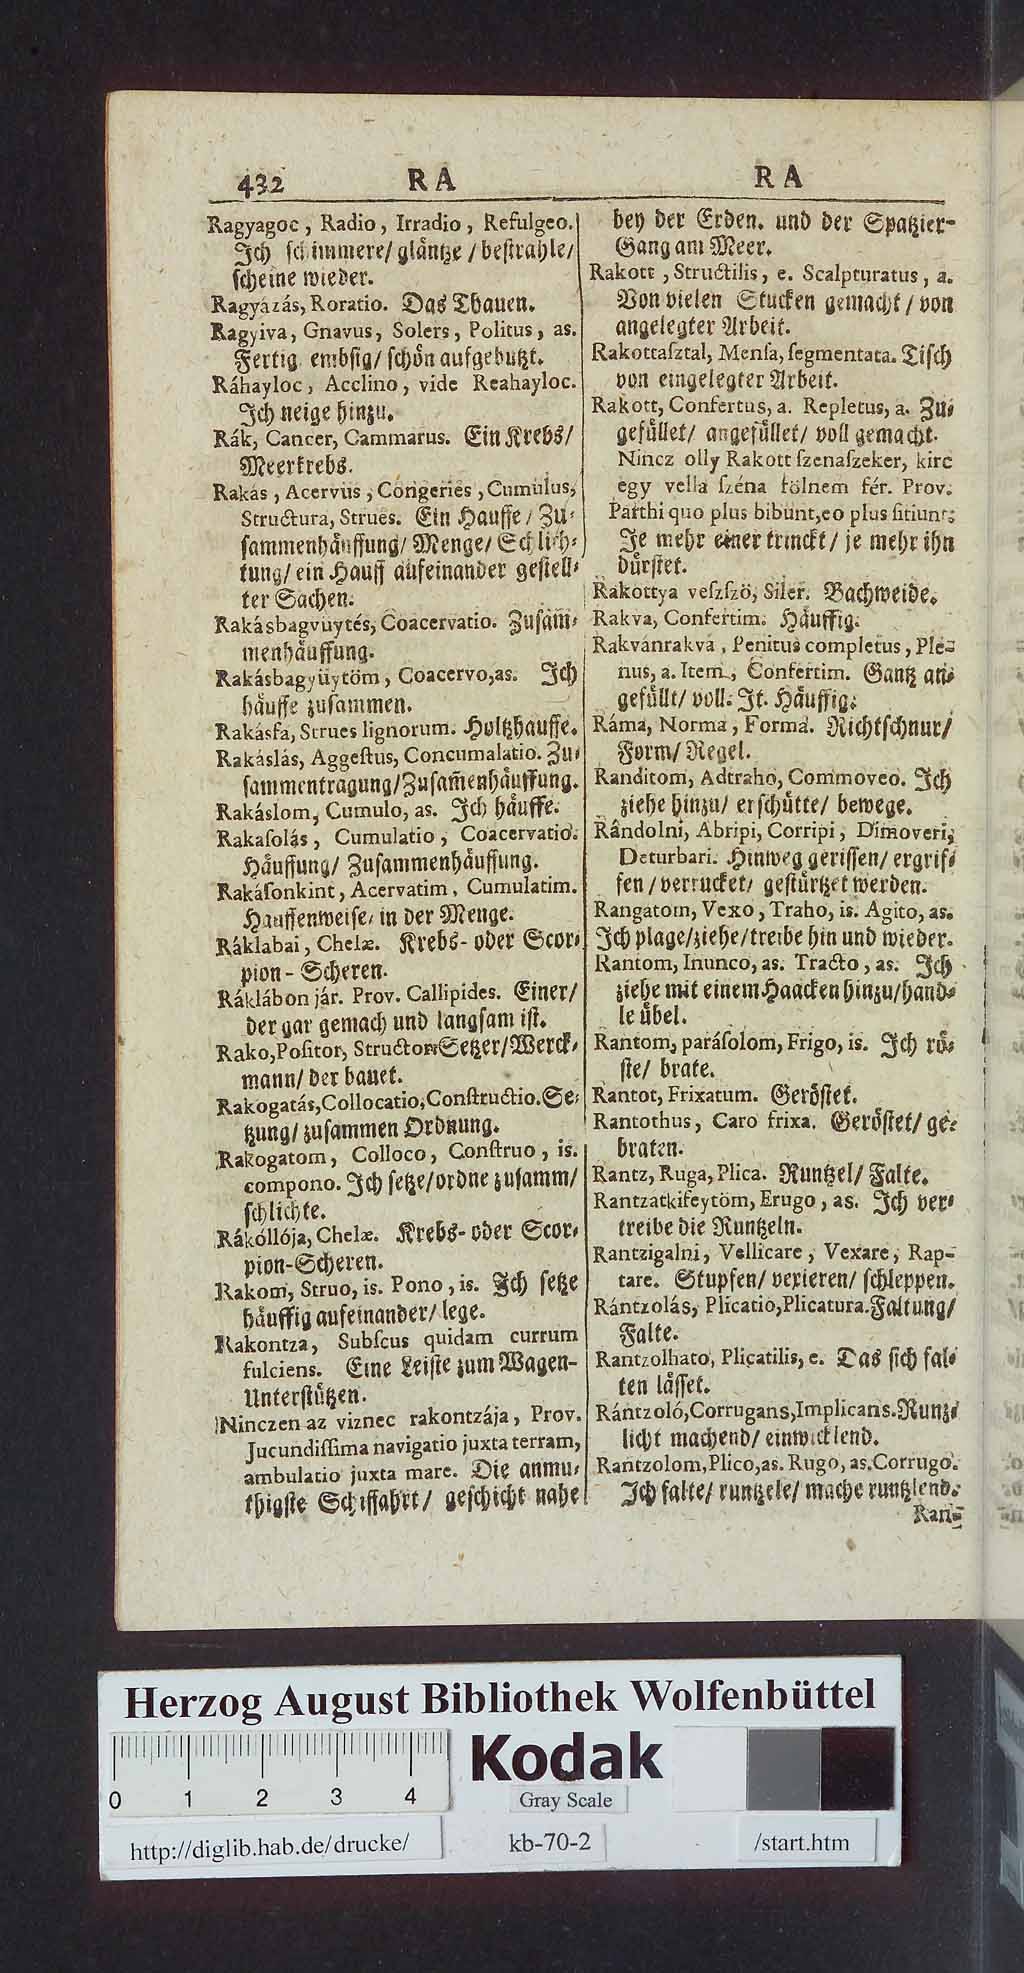 432 RA RA
Ragyagoc, Radio, Irradio, Refulgeo.
Ich schimmere/ gläntze / bestrahle/
scheine wieder.
Ragyázás, Roratio. Das Thauen.
Ragyiva, Gnavus, Solers, Politus, as.
Fertig, embsig/ schön aufgebutzt.
Ráhayloc, Acclino, vide Reahayloc.
Ich neige hinzu.
Rák, Cancer, Cammarus. Ein Krebs/
Meerkrebs.
Rakás, Acervus, Congeries, Cumulus,
Structura, Strues. Ein Hauffe / Zu-
sammenhäuffung/ Menge/ Schlich-
tung/ ein Hauff aufeinander gestell-
ter Sachen.
Rakásbagvüytés, Coacervatio. Zusam̃-
menhäuffung.
Rakásbagyüytöm, Coacervo, as. Ich
häuffe zusammen.
Rakásfa, Strues lignorum. Holtzhauffe.
Rakáslás, Aggeſtus, Concumalatio. Zu-
sammentragung/ Zusam̃enhäuffung.
Rakáslom, Cumulo, as. Ich häuffe.
Rakaſolás, Cumulatio, Coacervatio.
Häuffung/ Zusammenhäuffung.
Rakáſonkint, Acervatim, Cumulatim.
Hauffenweise/ in der Menge.
Ráklabai, Chelæ. Krebs- oder Scor-
pion-Scheren.
Ráklábon jár. Prov. Callipides. Einer/
der gar gemach und langsam ist.
Rako, Poſitor, Structor. Setzer/ Werck-
mann/ der bauet.
Rakogatás, Collocatio, Conſtructio. Se-
tzung/ zusammen Ordnung.
Rakogatom, Colloco, Conſtruo, is.
compono. Ich setze/ ordne zusamm/
schlichte.
Rákóllója, Chelæ. Krebs- oder Scor-
pion-Scheren.
Rakom, Struo, is. Pono, is. Ich setze
häuffig aufeinander/ lege.
Rakontza, Subſcus quidam currum
fulciens. Eine Leiste zum Wagen-
Unterstützen.
Ninczen az viznec rakontzája, Prov.
Jucundiſſima navigatio juxta terram,
ambulatio juxta mare. Die anmu-
thigste Schiffahrt/ geschicht nahe
bey der Erden. und der Spatzier-
Gang am Meer.
Rakott, Structilis, e. Scalpturatus, a.
Von vielen Stucken gemacht / von
angelegter Arbeit.
Rakottaſztal, Menſa, ſegmentata. Tisch
von eingelegter Arbeit.
Rakott, Confertus, a. Repletus, a. Zu-
gefüllet/ angefüllet/ voll gemacht.
Nincz olly Rakott ſzenaſzeker, kire
egy vella ſzéna fölnem fér. Prov.
Parthi quo plus bibunt, eo plus ſitiunt;
Je mehr einer trinckt/ je mehr ihn
dürstet.
Rakottya veſzſzö, Siler. Bachweide.
Rakva, Confertim. Häuffig.
Rakvánrakvá, Penitus completus, Ple-
nus, a. Item, Confertim. Gantz an-
gefüllt/ voll. It. Häuffig.
Ráma, Norma, Forma. Richtschnur/
Form/ Regel.
Randitom, Adtraho, Commoveo. Ich
ziehe hinzu/ erschütte/ bewege.
Rândolni, Abripi, Corripi, Dimoveri,
Deturbari. Hinweg gerissen/ ergrif-
fen / verrucket/ gestürtzet werden.
Rangatom, Vexo, Traho, is. Agito, as.
Ich plage/ ziehe/ treibe hin und wieder.
Rantom, Inunco, as. Tracto, as. Ich
ziehe mit einem Haacken hinzu/ hand-
le übel.
Rantom, paráſolom, Frigo, is. Ich rö-
ste/ brate.
Rantot, Frixatum. Geröstet.
Rantothus, Caro frixa. Geröstet/ ge-
braten.
Rantz, Ruga, Plica. Runtzel/ Falte.
Rantzatkifeytöm, Erugo, as. Ich ver-
treibe die Runtzeln.
Rantzigalni, Vellicare, Vexare, Rap-
tare. Stupfen/ vexieren/ schleppen.
Rántzolás, Plicatio, Plicatura. Faltung/
Falte.
Rantzolhato, Plicatilis, e. Das sich fal-
ten lässet.
Rántzoló, Corrugans, Implicans. Runz-
licht machend/ einwicklend.
Rantzolom, Plico, as. Rugo, as. Corrugo.
Ich falte/ runtzele/ mache runtzlend.
Ran-
Herzog August Bibliothek Wolfenbüttel
0 1 2 3 4
Kodak
Gray Scale
http://diglib.hab.de/drucke/ kb-70-2 /start.htm